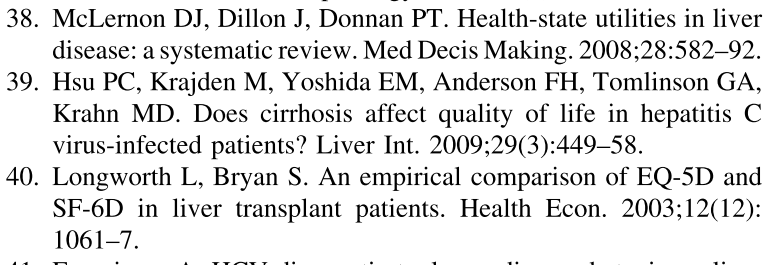 38. McLernon DJ, Dillon J, Donnan PT. Health-state utilities in liver
disease: a systematic review. Med Decis Making. 2008;28:582–92.
39. Hsu PC, Krajden M, Yoshida EM, Anderson FH, Tomlinson GA,
Krahn MD. Does cirrhosis affect quality of life in hepatitis C
virus-infected patients? Liver Int. 2009;29(3):449–58.
40. Longworth L, Bryan S. An empirical comparison of EQ-5D and
SF-6D in liver transplant patients. Health Econ. 2003;12(12):
1061–7.